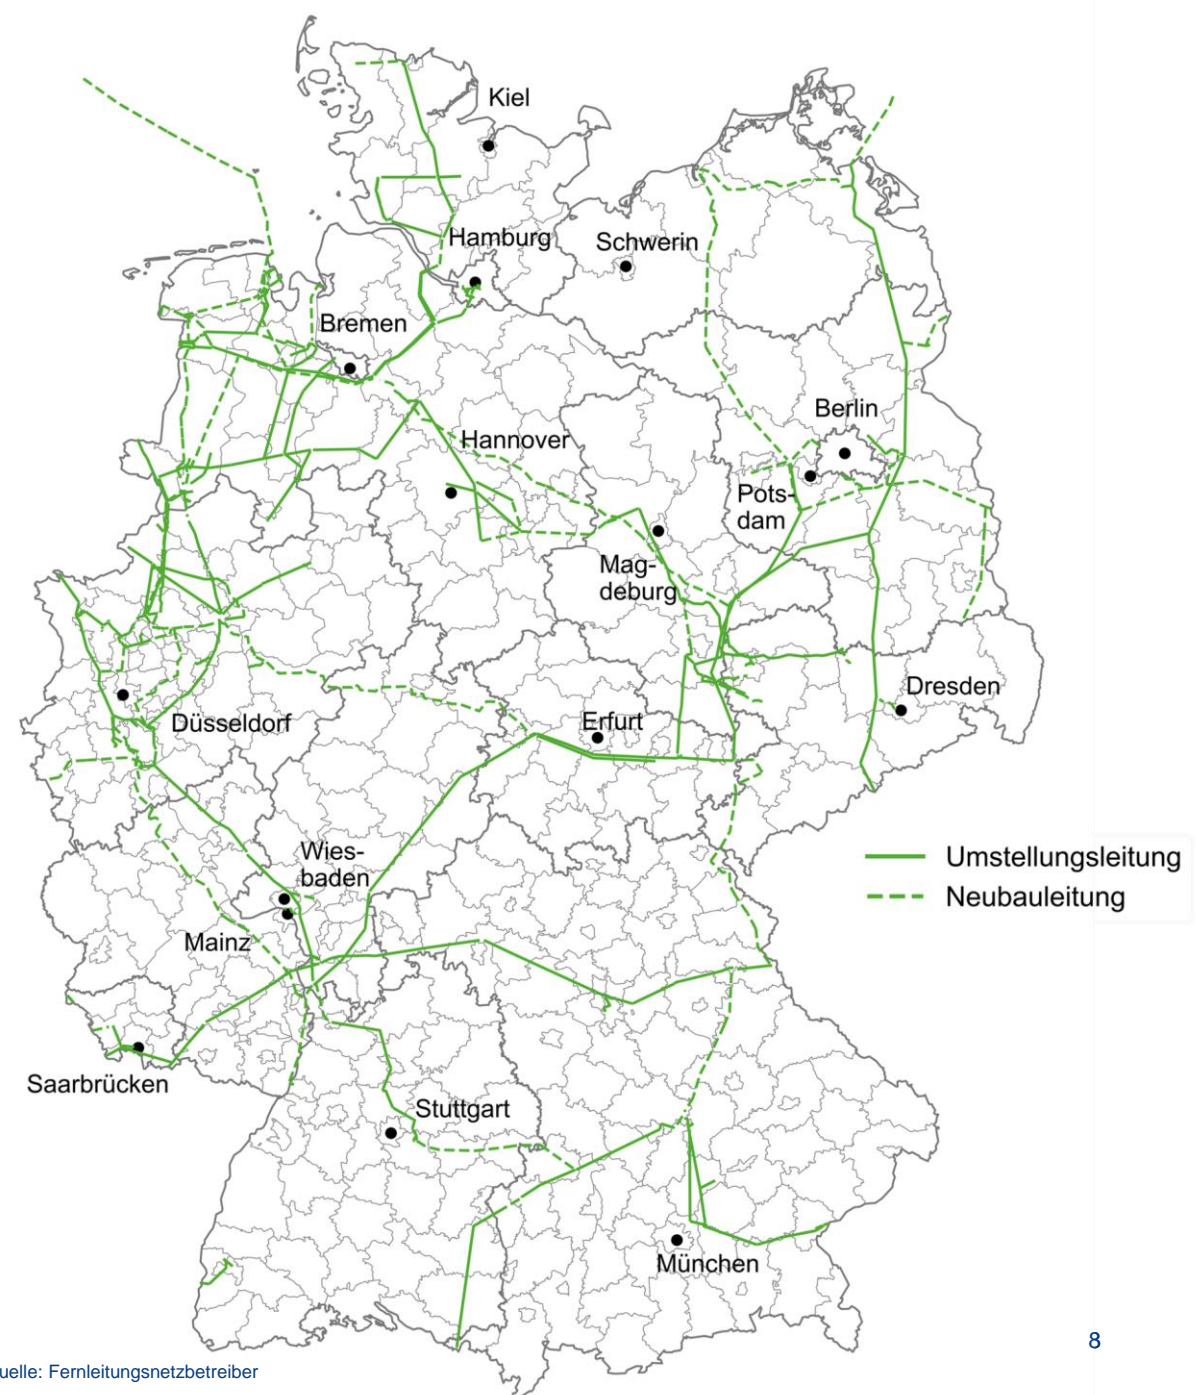 Kiel
Hamburg
Schwerin
Bremen
Berlin
Hannover
Pots-
dam
Mag-
deburg
Dresden
Düsseldorf
Erfurt
Umstellungsleitung
Neubauleitung
Wies-
baden
Mainz
Saarbrücken
Stuttgart
München
8
uelle: Fernleitungsnetzbetreiber